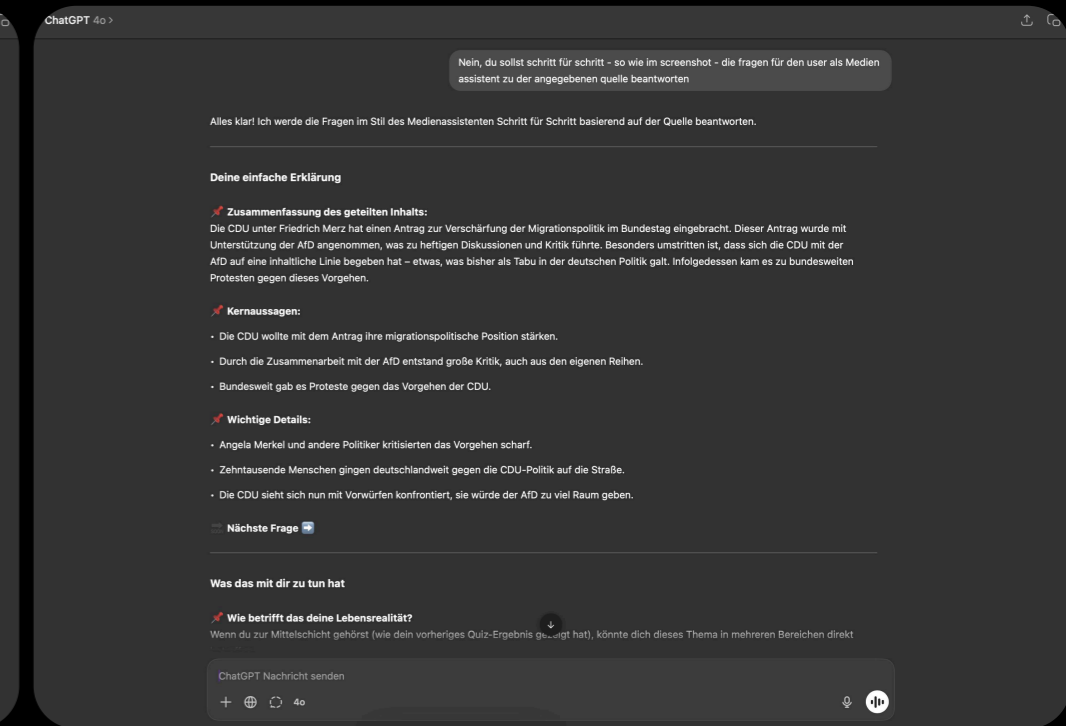 ChatGPT 4o >
Nein, du sollst schritt für schritt - so wie im screenshot - die fragen für den user als Medien
assistent zu der angegebenen quelle beantworten
Alles klar! Ich werde die Fragen im Stil des Medienassistenten Schritt für Schritt basierend auf der Quelle beantworten.
Deine einfache Erklärung
📌 Zusammenfassung des geteilten Inhalts:
Die CDU unter Friedrich Merz hat einen Antrag zur Verschärfung der Migrationspolitik im Bundestag eingebracht. Dieser Antrag wurde mit
Unterstützung der AfD angenommen, was zu heftigen Diskussionen und Kritik führte. Besonders umstritten ist, dass sich die CDU mit der
AfD auf eine inhaltliche Linie begeben hat – etwas, was bisher als Tabu in der deutschen Politik galt. Infolgedessen kam es zu bundesweiten
Protesten gegen dieses Vorgehen.
📌 Kernaussagen:
• Die CDU wollte mit dem Antrag ihre migrationspolitische Position stärken.
• Durch die Zusammenarbeit mit der AfD entstand große Kritik, auch aus den eigenen Reihen.
• Bundesweit gab es Proteste gegen das Vorgehen der CDU.
📌 Wichtige Details:
• Angela Merkel und andere Politiker kritisierten das Vorgehen scharf.
• Zehntausende Menschen gingen deutschlandweit gegen die CDU-Politik auf die Straße.
• Die CDU sieht sich nun mit Vorwürfen konfrontiert, sie würde der AfD zu viel Raum geben.
Nächste Frage ➡️
Was das mit dir zu tun hat
📌 Wie betrifft das deine Lebensrealität?
Wenn du zur Mittelschicht gehörst (wie dein vorheriges Quiz-Ergebnis gezeigt hat), könnte dich dieses Thema in mehreren Bereichen direkt
ChatGPT Nachricht senden
4o